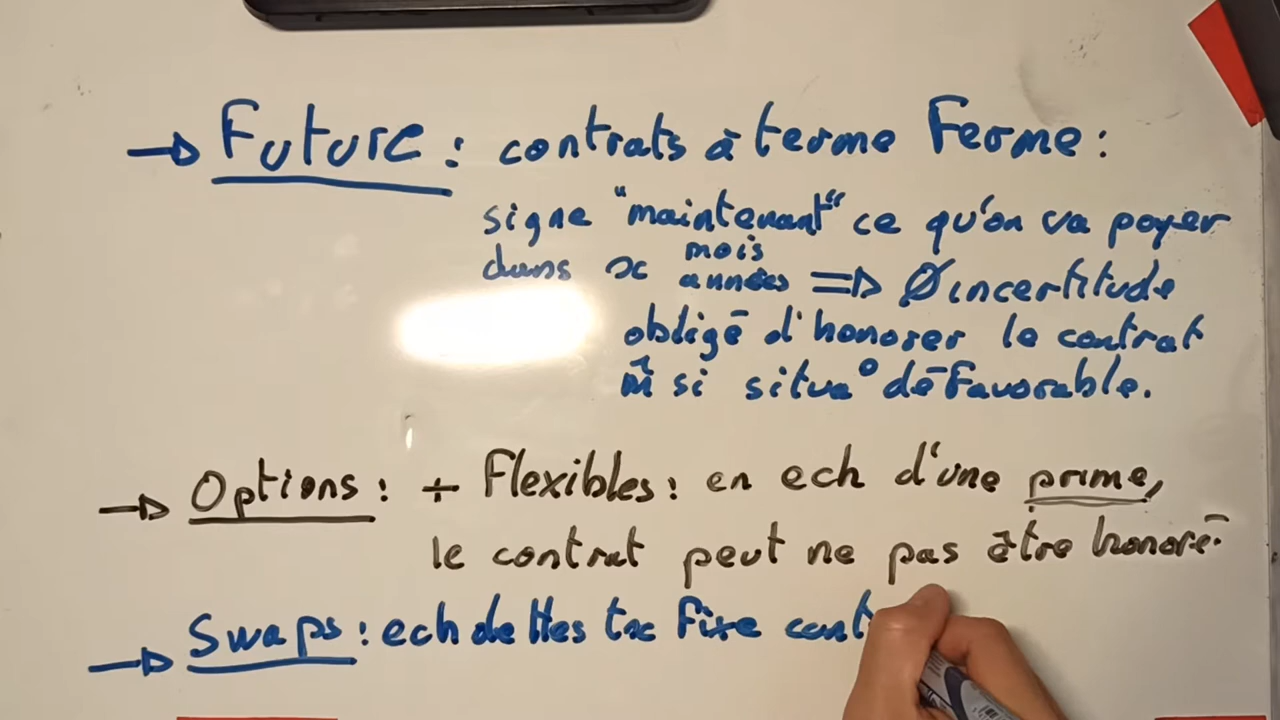 → Future : contrats à terme Ferme :
signe "maintenant" ce qu'on va payer
mois
dans x années ⇒ Ø incertitude
obligé d'honorer le contrat
m̂ si situa° défavorable.
→ Options : + Flexibles : en ech d'une prime,
le contrat peut ne pas être honoré.
→ Swaps : ech dettes tx Fixe cont